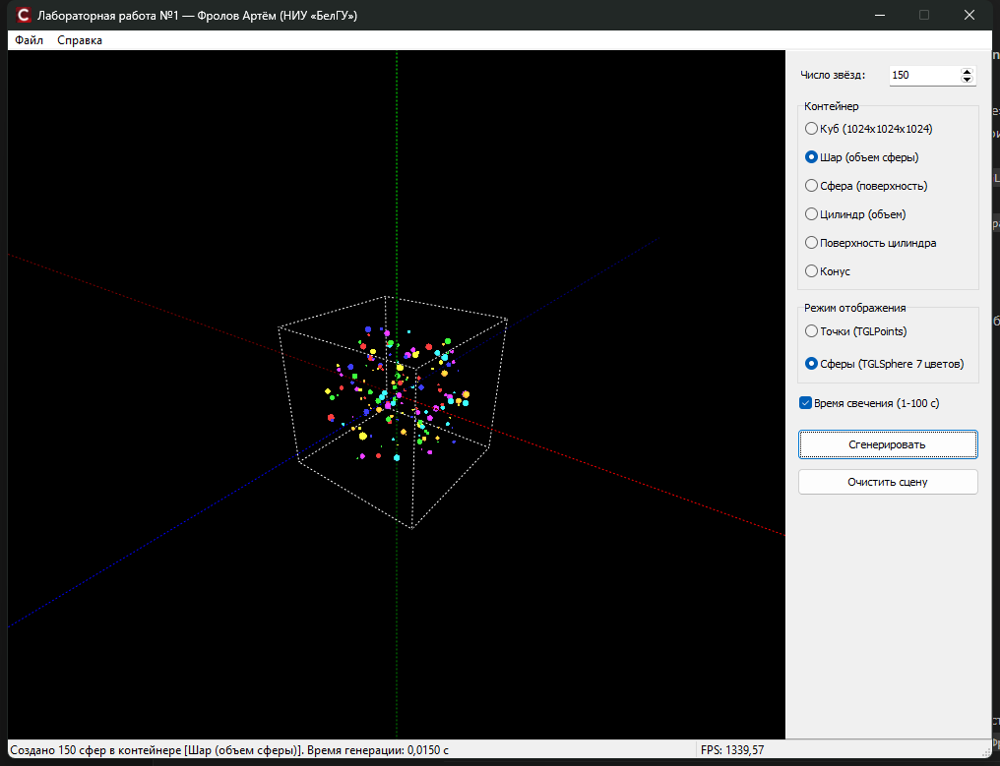 Лабораторная работа №1 — Фролов Артём (НИУ «БелГУ»)
Файл Справка
Число звёзд: 150
Контейнер
Куб (1024x1024x1024)
Шар (объем сферы)
Сфера (поверхность)
Цилиндр (объем)
Поверхность цилиндра
Конус
Режим отображения
Точки (TGLPoints)
Сферы (TGLSphere 7 цветов)
Время свечения (1-100 с)
Сгенерировать
Очистить сцену
Создано 150 сфер в контейнере [Шар (объем сферы)]. Время генерации: 0,0150 с
FPS: 1339,57